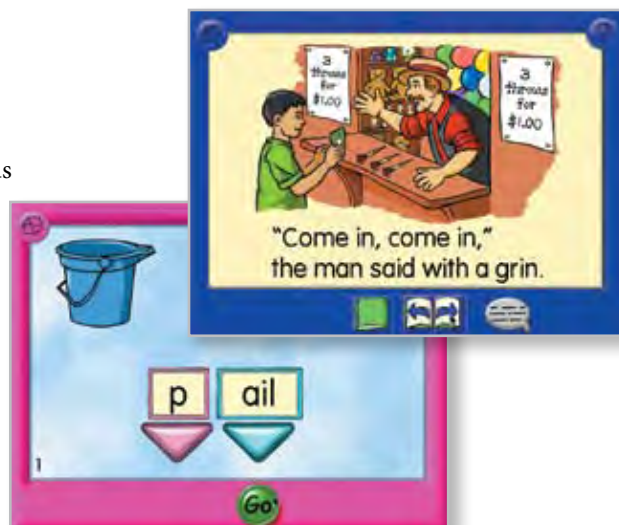 3
throws
for
$1.00
3
throws
for
$1.00
"Come in, come in,"
the man said with a grin.
p
ail
1
Go